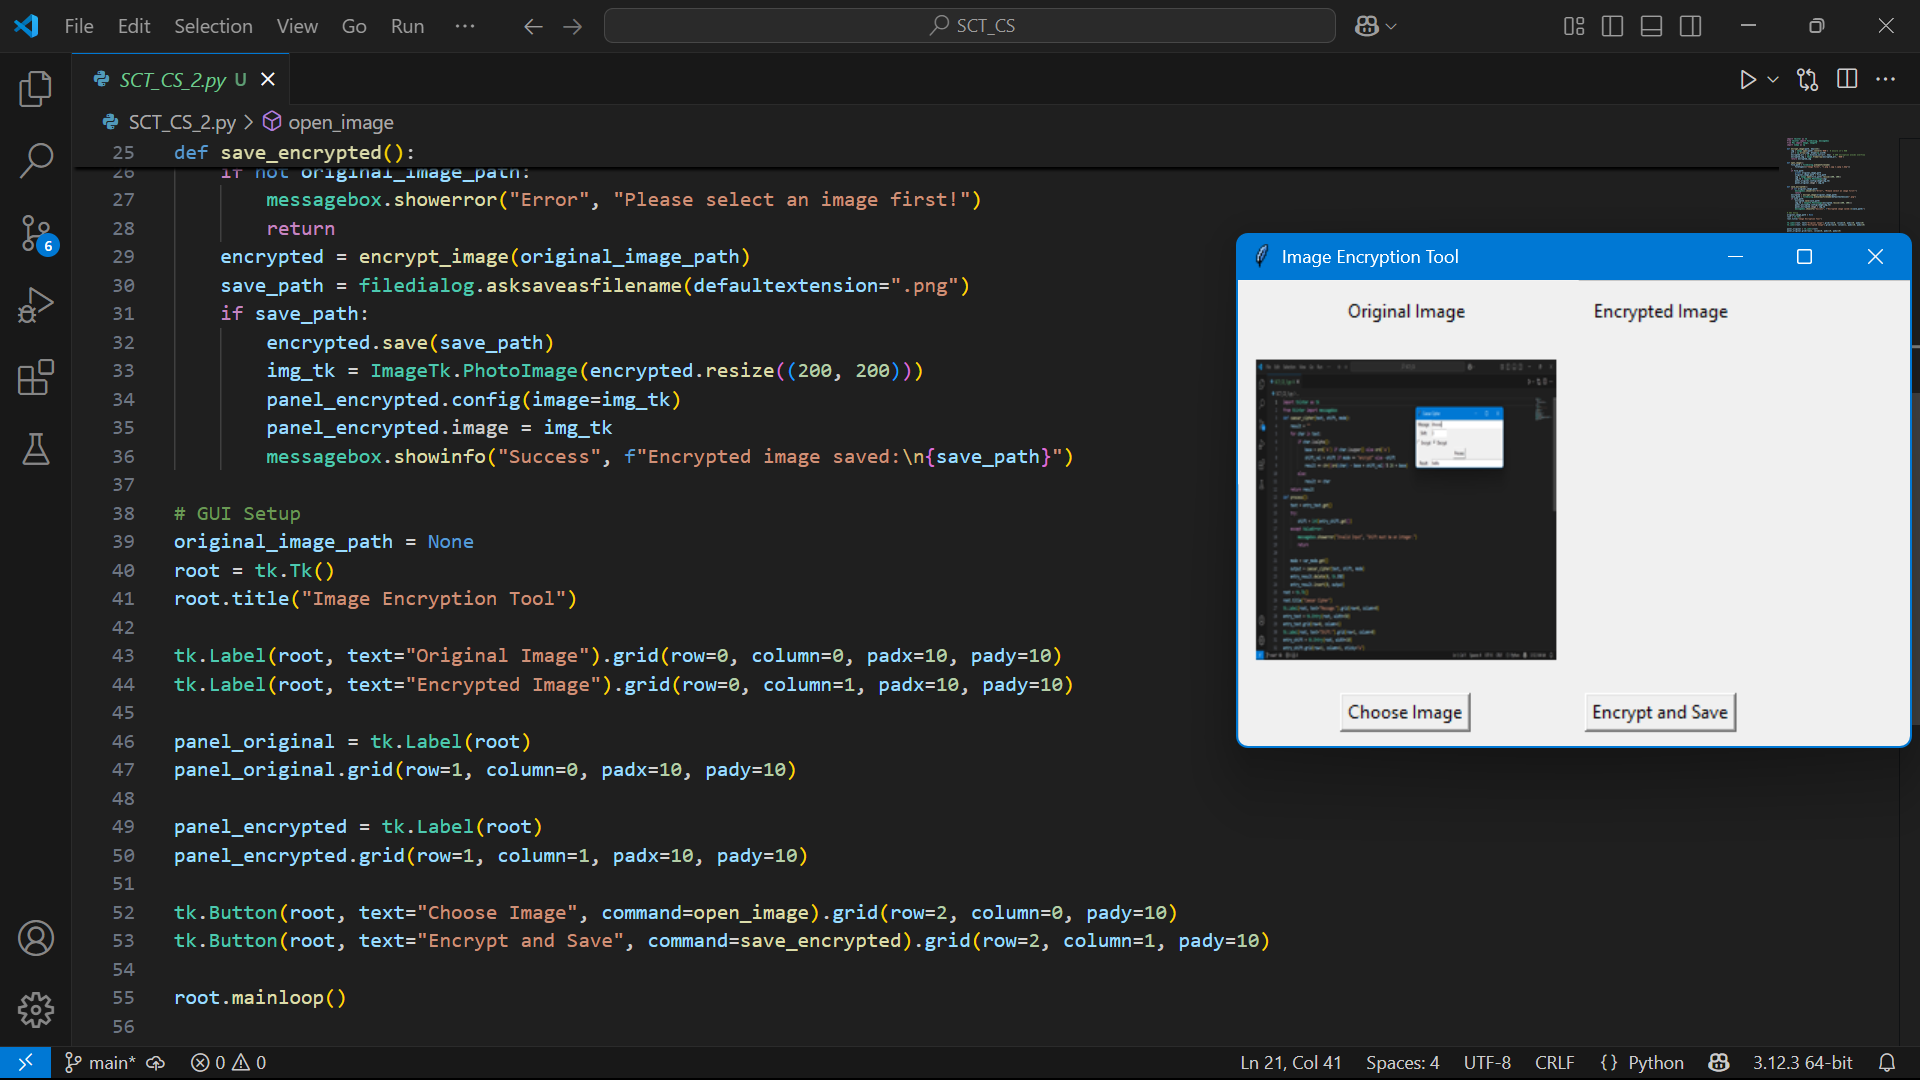 File Edit Selection View Go Run ···
SCT_CS
SCT_CS_2.py U
SCT_CS_2.py > open_image
25 def save_encrypted():
26 if not original_image_path:
27 messagebox.showerror("Error", "Please select an image first!")
28 return
29 encrypted = encrypt_image(original_image_path)
30 save_path = filedialog.asksaveasfilename(defaultextension=".png")
31 if save_path:
32 encrypted.save(save_path)
33 img_tk = ImageTk.PhotoImage(encrypted.resize((200, 200)))
34 panel_encrypted.config(image=img_tk)
35 panel_encrypted.image = img_tk
36 messagebox.showinfo("Success", f"Encrypted image saved:\n{save_path}")
37
38 # GUI Setup
39 original_image_path = None
40 root = tk.Tk()
41 root.title("Image Encryption Tool")
42
43 tk.Label(root, text="Original Image").grid(row=0, column=0, padx=10, pady=10)
44 tk.Label(root, text="Encrypted Image").grid(row=0, column=1, padx=10, pady=10)
45
46 panel_original = tk.Label(root)
47 panel_original.grid(row=1, column=0, padx=10, pady=10)
48
49 panel_encrypted = tk.Label(root)
50 panel_encrypted.grid(row=1, column=1, padx=10, pady=10)
51
52 tk.Button(root, text="Choose Image", command=open_image).grid(row=2, column=0, pady=10)
53 tk.Button(root, text="Encrypt and Save", command=save_encrypted).grid(row=2, column=1, pady=10)
54
55 root.mainloop()
56
6
Image Encryption Tool
Original Image Encrypted Image
Choose Image Encrypt and Save
main* 0 0
Ln 21, Col 41 Spaces: 4 UTF-8 CRLF {} Python 3.12.3 64-bit